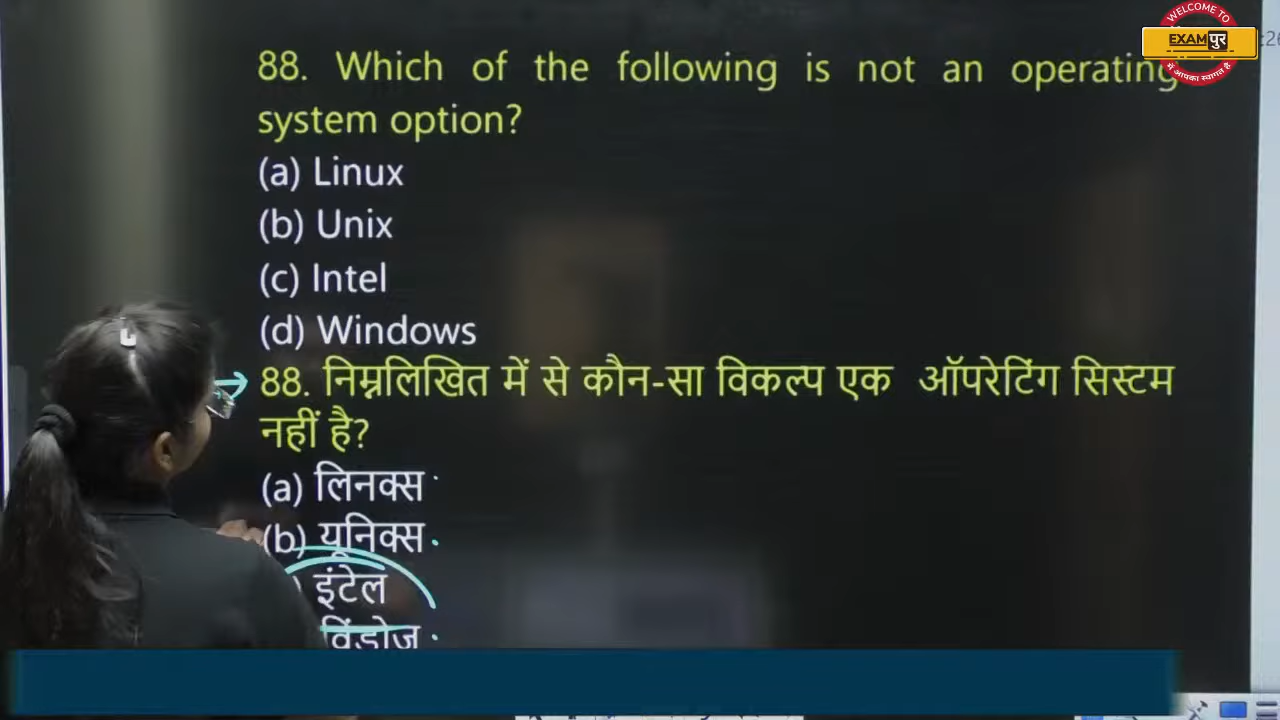 WELCOME TO
EXAMपुर
में आपका स्वागत है
88. Which of the following is not an operating
system option?
(a) Linux
(b) Unix
(c) Intel
(d) Windows
88. निम्नलिखित में से कौन-सा विकल्प एक ऑपरेटिंग सिस्टम
नहीं है?
(a) लिनक्स
(b) यूनिक्स
) इंटेल
विंडोज